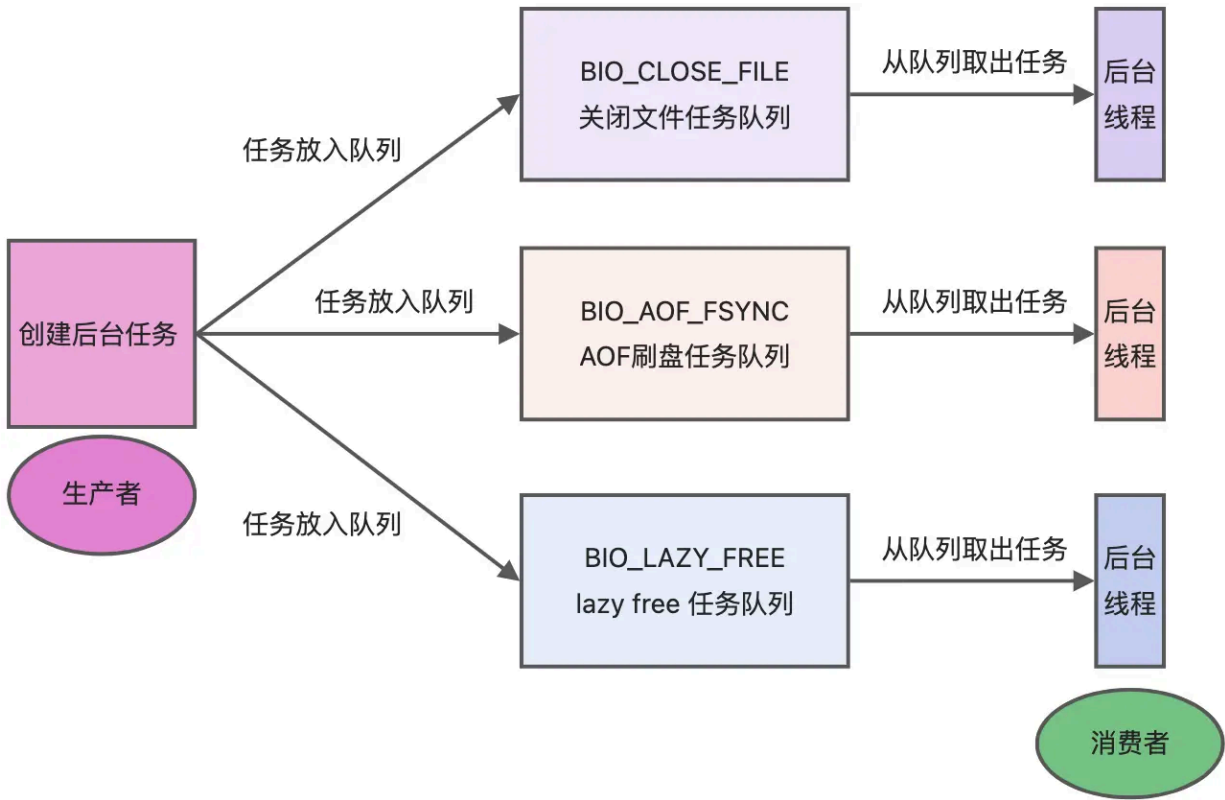 BIO_CLOSE_FILE
关闭文件任务队列
从队列取出任务
后台
线程
任务放入队列
创建后台任务
任务放入队列
BIO_AOF_FSYNC
AOF刷盘任务队列
从队列取出任务
后台
线程
生产者
任务放入队列
BIO_LAZY_FREE
lazy free 任务队列
从队列取出任务
后台
线程
消费者